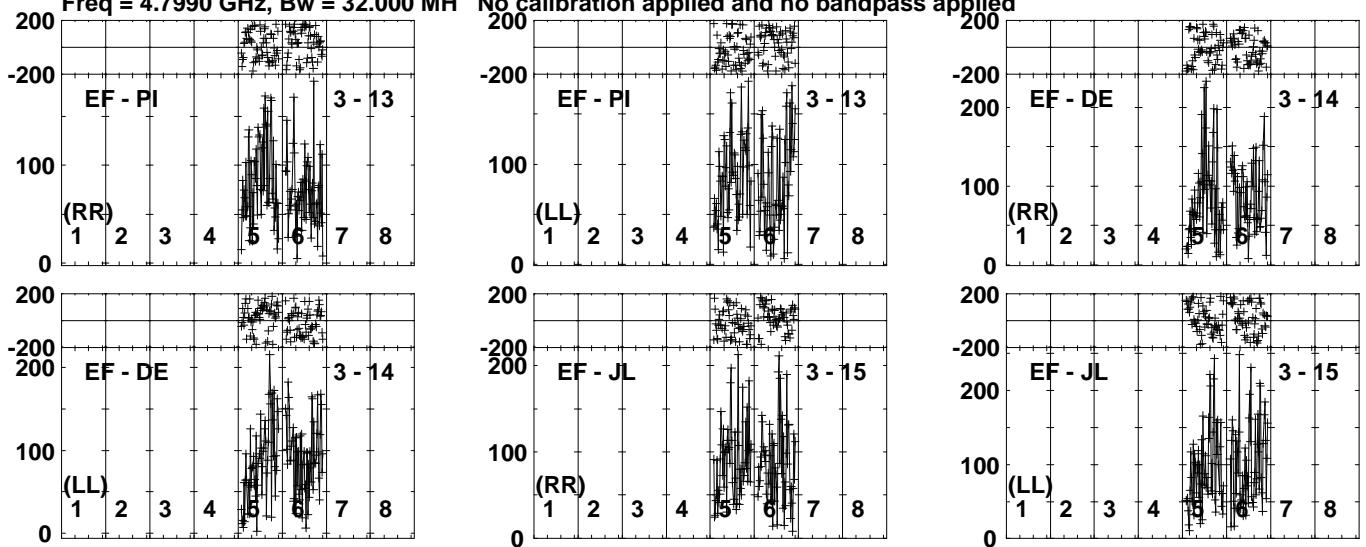 Freq = 4.7990 GHz, Bw = 32.000 MH No calibration applied and no bandpass applied
200 200 200
-200 -200 -200
EF - PI 3 - 13 EF - PI 3 - 13 EF - DE 3 - 14
200
100 100 100
(RR) (LL) (RR)
1 2 3 4 5 6 7 8 1 2 3 4 5 6 7 8 1 2 3 4 5 6 7 8
0 0 0
200 200 200
-200 -200 -200
200 200
EF - DE 3 - 14 EF - JL 3 - 15 EF - JL 3 - 15
200
100 100 100
(LL) (RR) (LL)
1 2 3 4 5 6 7 8 1 2 3 4 5 6 7 8 1 2 3 4 5 6 7 8
0 0 0